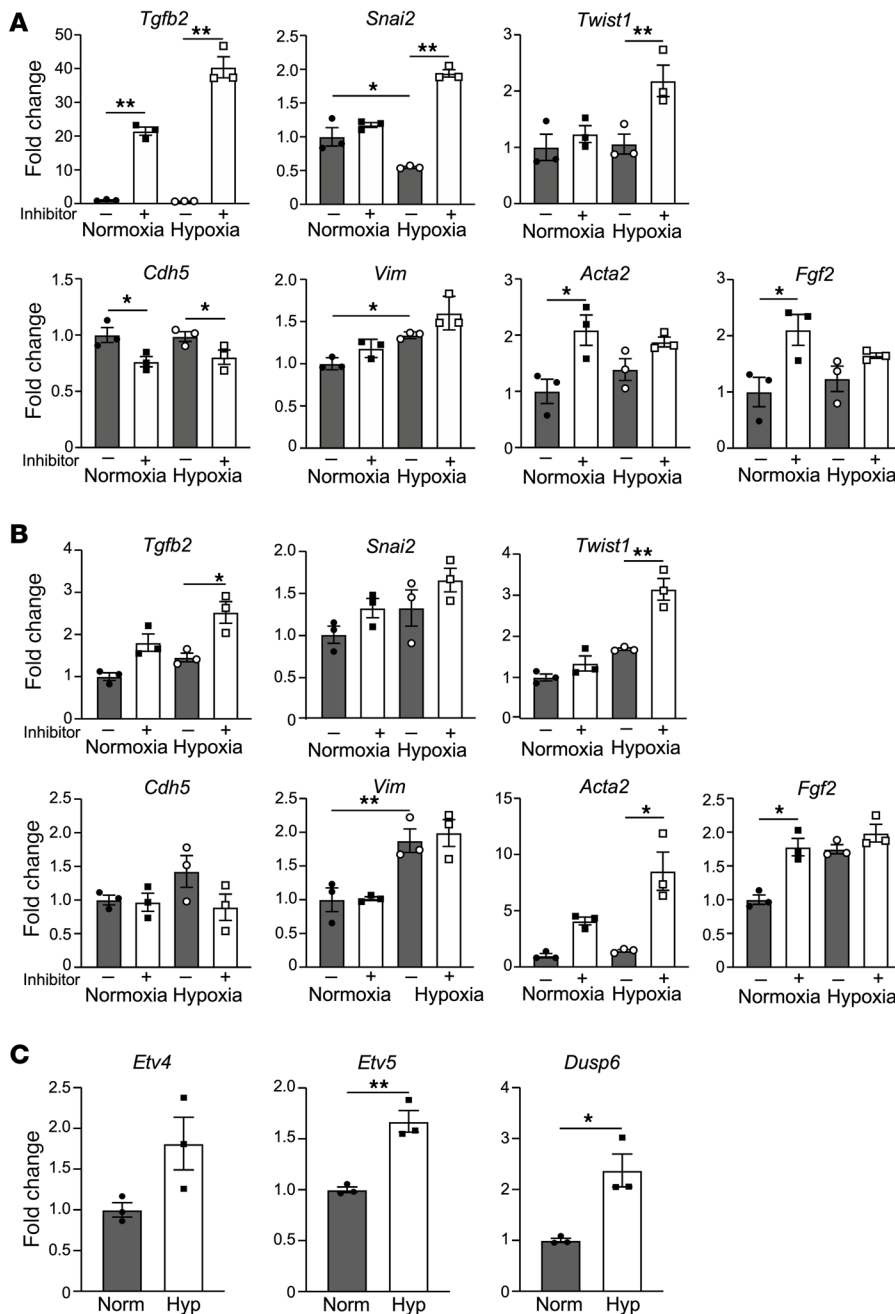 A
Tgfb2 Snai2 Twist1
** ** * ** **
Fold change
50 40 30 20 10 0
2.5 2.0 1.5 1.0 0.5 0
3 2 1 0
Inhibitor – + – + – + – + – + – +
Normoxia Hypoxia Normoxia Hypoxia Normoxia Hypoxia
Cdh5 Vim Acta2 Fgf2
* * * * *
Fold change
1.5 1.0 0.5 0
2.0 1.5 1.0 0.5 0
3 2 1 0
3 2 1 0
Inhibitor – + – + – + – + – + – + – + – +
Normoxia Hypoxia Normoxia Hypoxia Normoxia Hypoxia Normoxia Hypoxia
B
Tgfb2 Snai2 Twist1
* **
Fold change
4 3 2 1 0
2.0 1.5 1.0 0.5 0
4 3 2 1 0
Inhibitor – + – + – + – + – + – +
Normoxia Hypoxia Normoxia Hypoxia Normoxia Hypoxia
Cdh5 Vim Acta2 Fgf2
** * *
Fold change
2.5 2.0 1.5 1.0 0.5 0
2.5 2.0 1.5 1.0 0.5 0
15 10 5 0
2.5 2.0 1.5 1.0 0.5 0
Inhibitor – + – + – + – + – + – + – + – +
Normoxia Hypoxia Normoxia Hypoxia Normoxia Hypoxia Normoxia Hypoxia
C
Etv4 Etv5 Dusp6
** *
Fold change
2.5 2.0 1.5 1.0 0.5 0
2.0 1.5 1.0 0.5 0
4 3 2 1 0
Norm Hyp Norm Hyp Norm Hyp